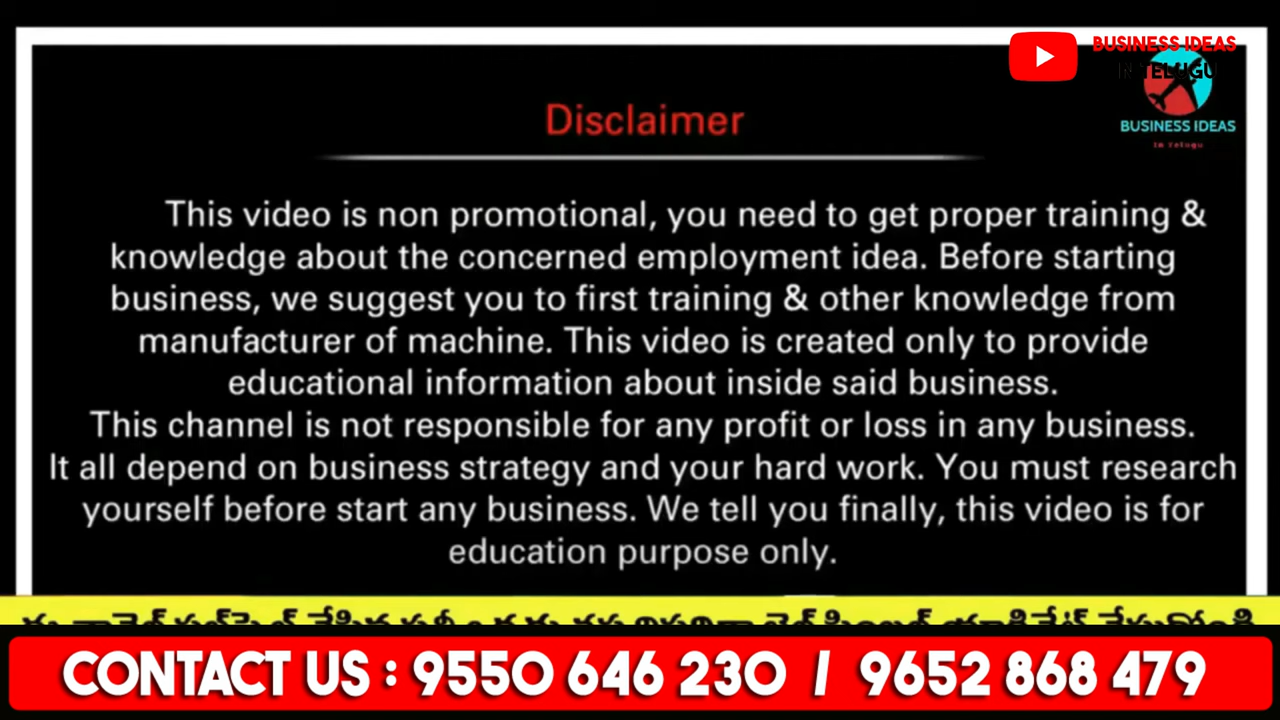 BUSINESS IDEAS
IN TELUGU
BUSINESS IDEAS
In Telugu
Disclaimer
This video is non promotional, you need to get proper training &
knowledge about the concerned employment idea. Before starting
business, we suggest you to first training & other knowledge from
manufacturer of machine. This video is created only to provide
educational information about inside said business.
This channel is not responsible for any profit or loss in any business.
It all depend on business strategy and your hard work. You must research
yourself before start any business. We tell you finally, this video is for
education purpose only.
CONTACT US : 9550 646 230 / 9652 868 479